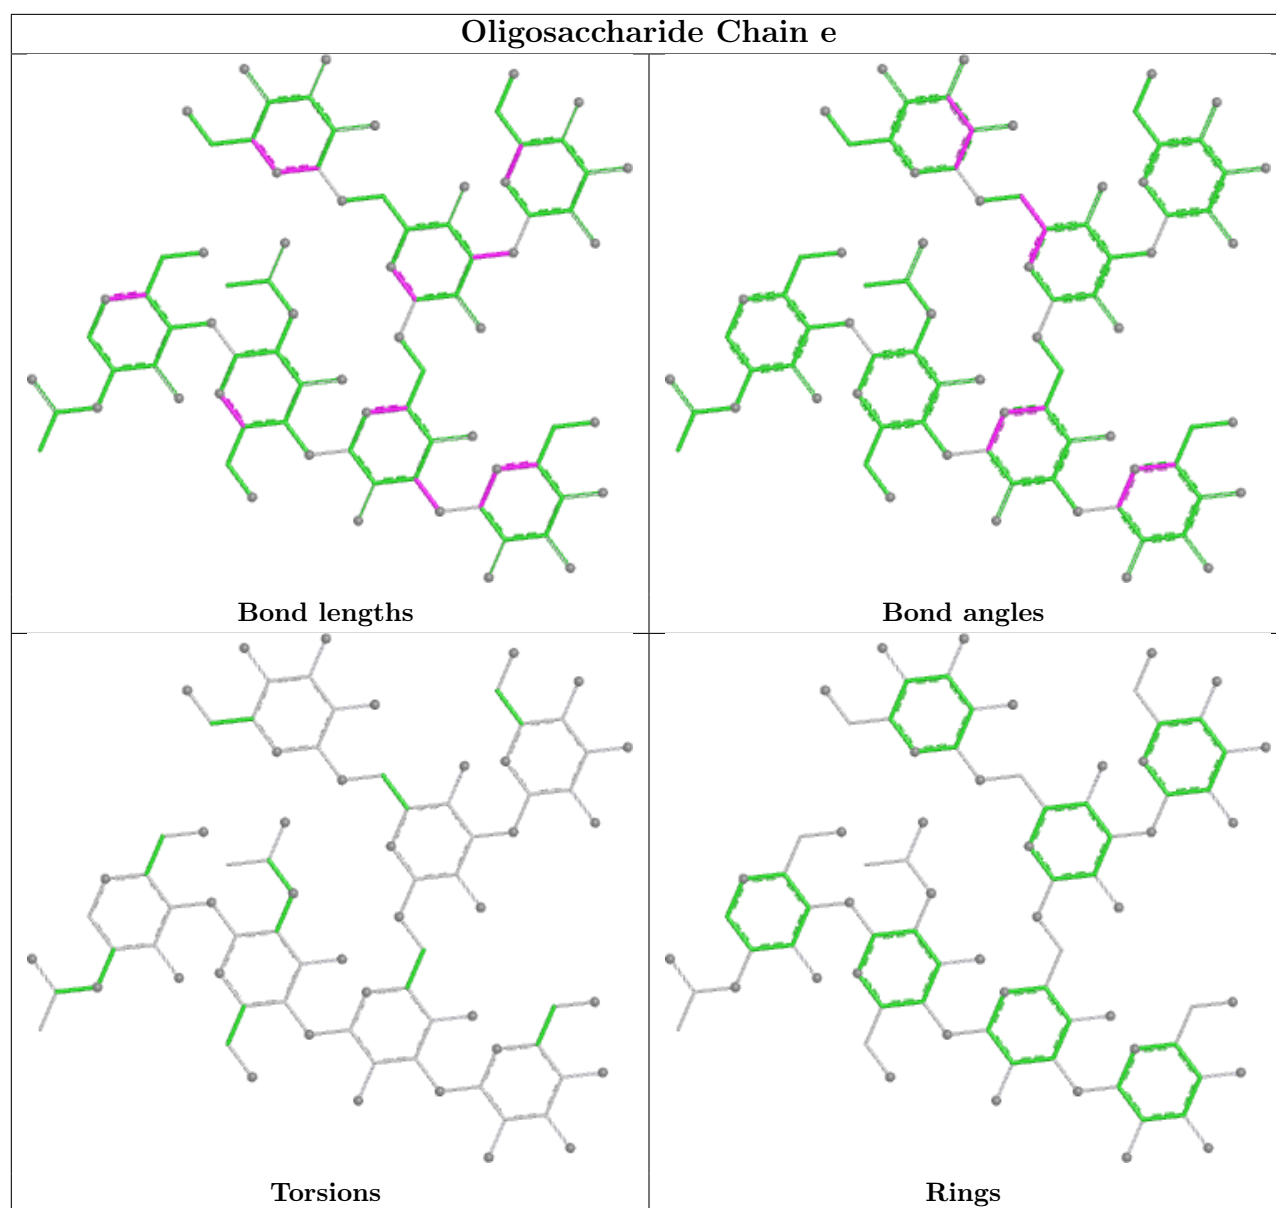 Oligosaccharide Chain e
Bond lengths
Bond angles
Torsions
Rings